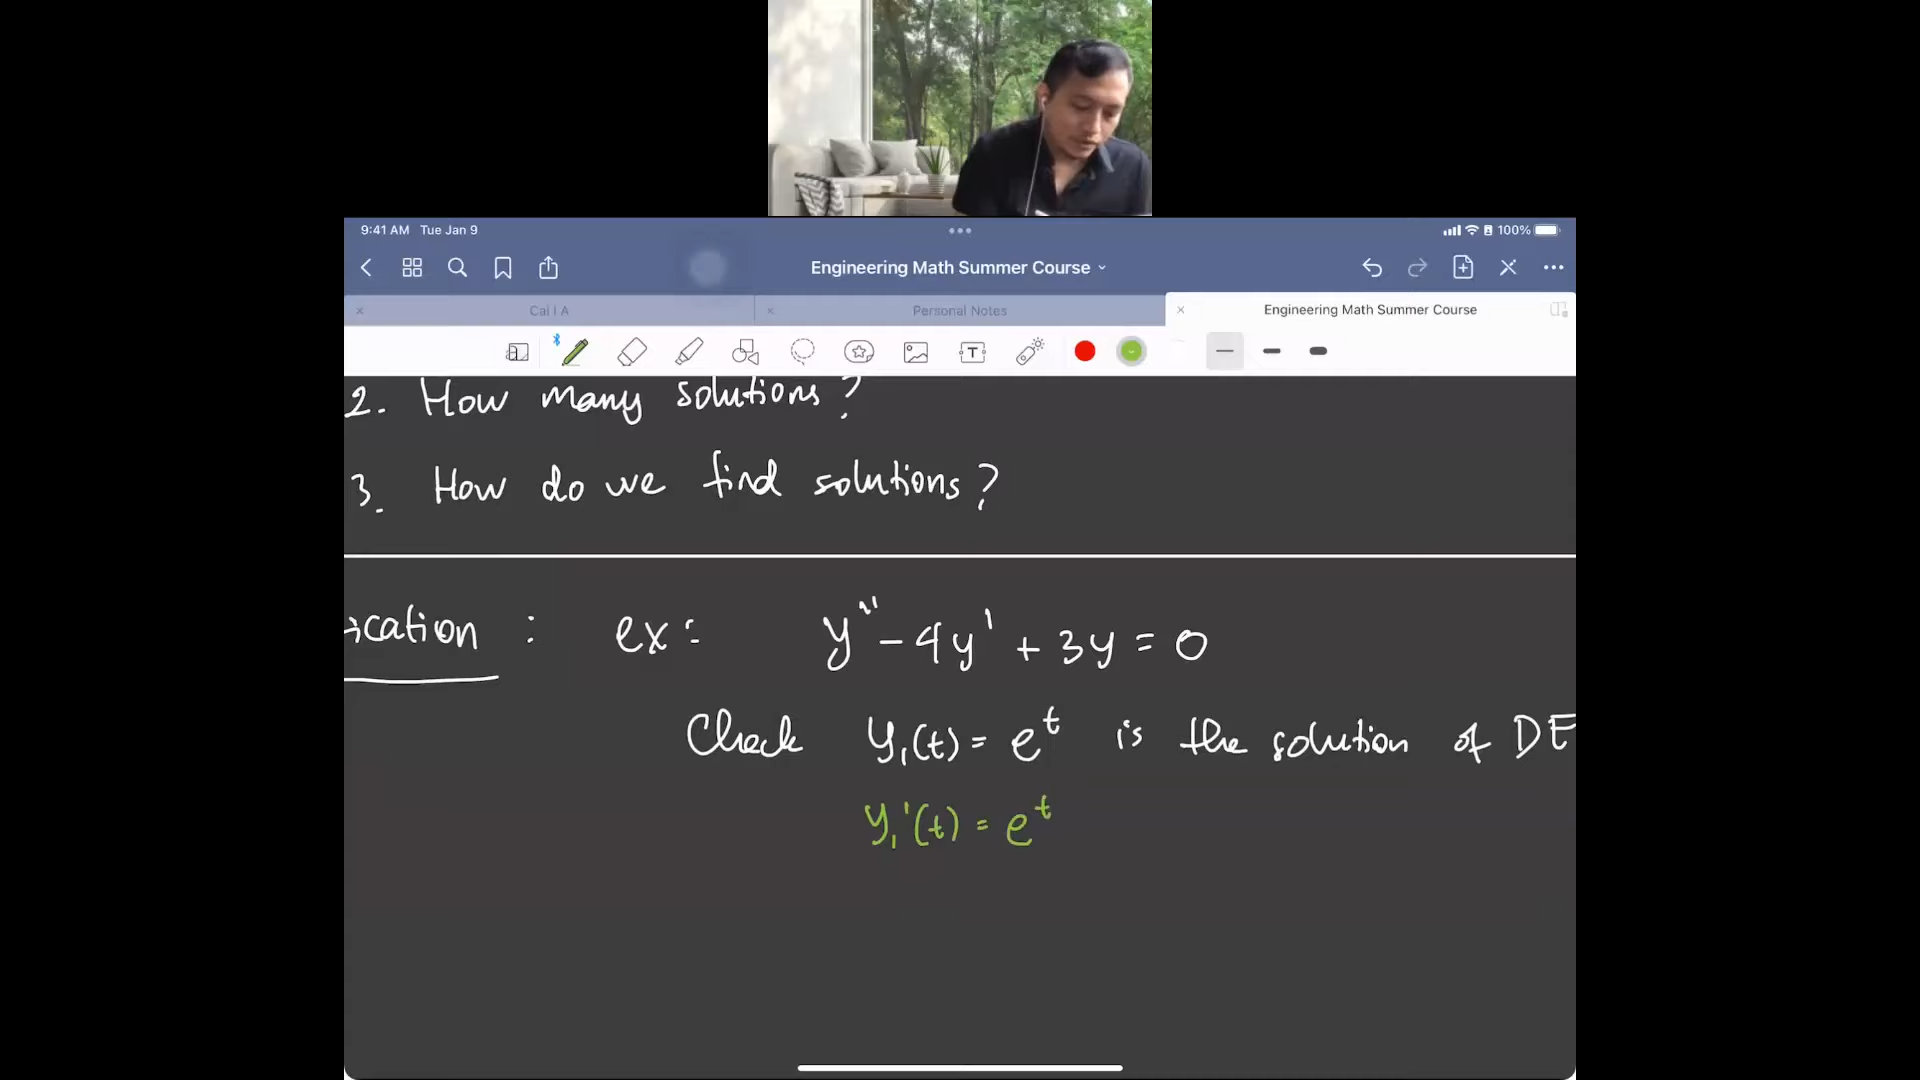 9:41 AM Tue Jan 9
100%
Engineering Math Summer Course
Cal I A
Personal Notes
Engineering Math Summer Course
2. How many solutions?
3. How do we find solutions?
ication : ex: y'' - 4y' + 3y = 0
Check y₁(t) = eᵗ is the solution of DE
y₁'(t) = eᵗ